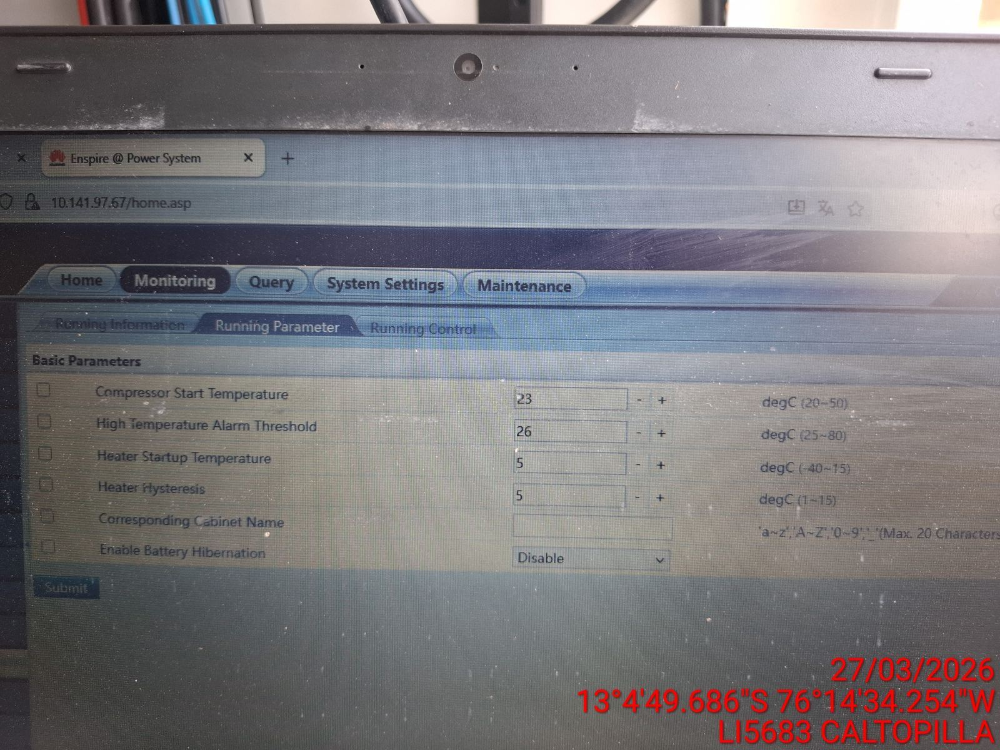 Enspire @ Power System
10.141.97.67/home.asp
Home Monitoring Query System Settings Maintenance
Running Information Running Parameter Running Control
Basic Parameters
Compressor Start Temperature 23 - + degC (20~50)
High Temperature Alarm Threshold 26 - + degC (25~80)
Heater Startup Temperature 5 - + degC (-40~15)
Heater Hysteresis 5 - + degC (1~15)
Corresponding Cabinet Name 'a~z','A~Z','0~9','_'(Max. 20 Characters
Enable Battery Hibernation Disable
Submit
27/03/2026
13°4'49.686"S 76°14'34.254"W
LI5683 CALTOPILLA